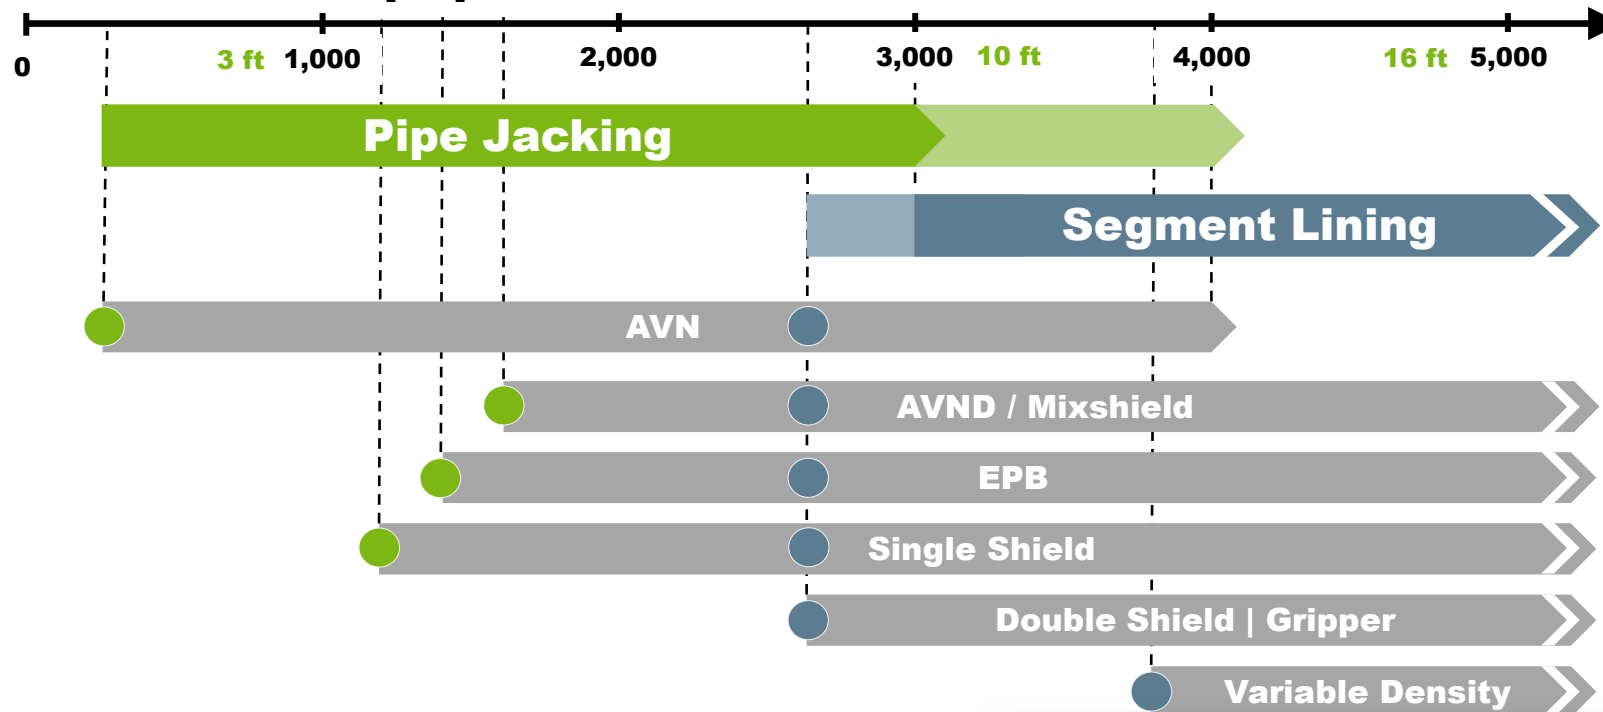 0 3 ft 1,000 2,000 3,000 10 ft 4,000 16 ft 5,000
Pipe Jacking
Segment Lining
AVN
AVND / Mixshield
EPB
Single Shield
Double Shield | Gripper
Variable Density